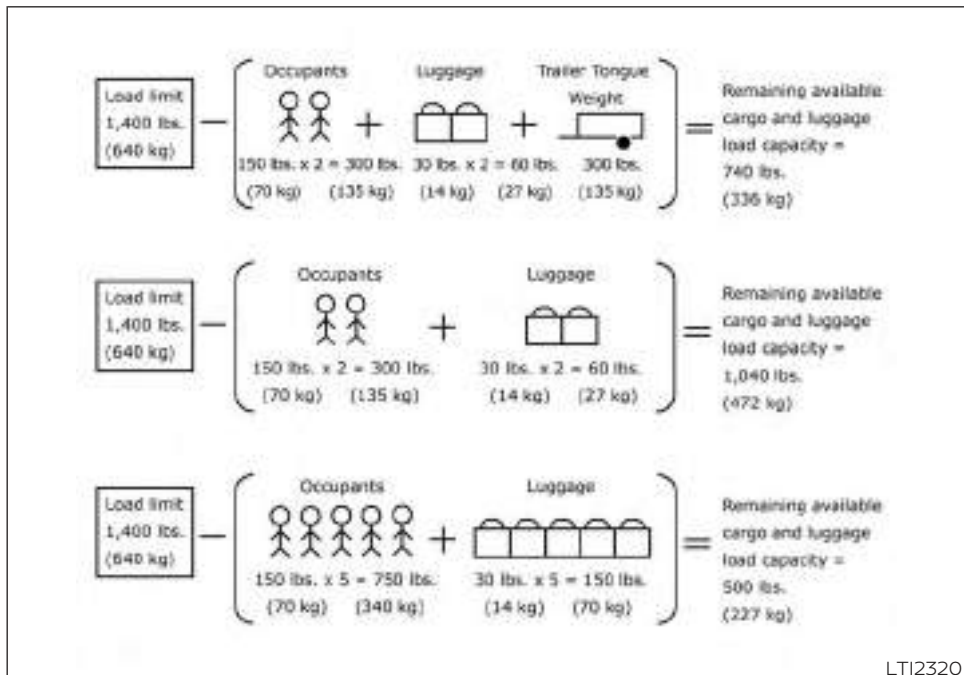 Occupants Luggage Trailer Tongue
Weight
Load limit
1,400 lbs.
(640 kg)
150 lbs. x 2 = 300 lbs. 30 lbs. x 2 = 60 lbs. 300 lbs.
(70 kg) (135 kg) (14 kg) (27 kg) (135 kg)
Remaining available
cargo and luggage
load capacity =
740 lbs.
(336 kg)
Occupants Luggage
Load limit
1,400 lbs.
(640 kg)
150 lbs. x 2 = 300 lbs. 30 lbs. x 2 = 60 lbs.
(70 kg) (135 kg) (14 kg) (27 kg)
Remaining available
cargo and luggage
load capacity =
1,040 lbs.
(472 kg)
Occupants Luggage
Load limit
1,400 lbs.
(640 kg)
150 lbs. x 5 = 750 lbs. 30 lbs. x 5 = 150 lbs.
(70 kg) (340 kg) (14 kg) (70 kg)
Remaining available
cargo and luggage
load capacity =
500 lbs.
(227 kg)
LTI2320